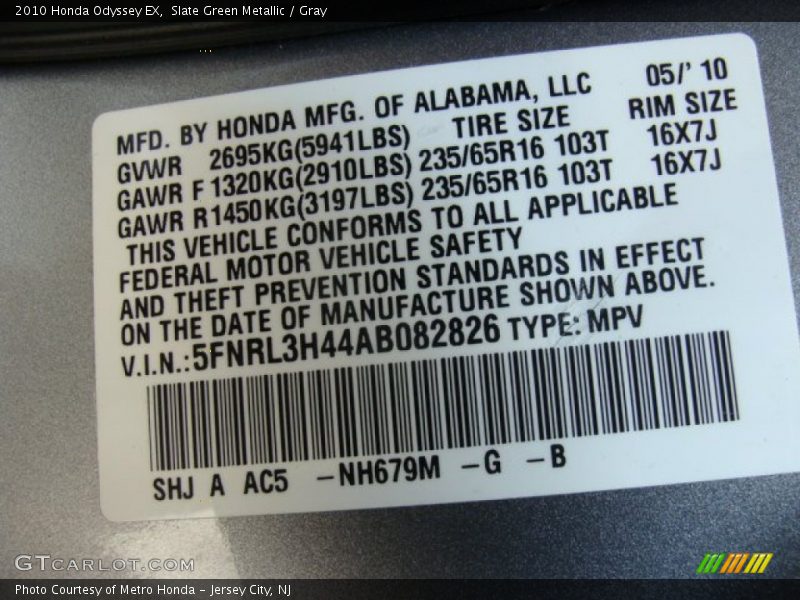 2010 Honda Odyssey EX, Slate Green Metallic / Gray
MFD. BY HONDA MFG. OF ALABAMA, LLC 05/' 10
GVWR 2695KG(5941LBS) TIRE SIZE RIM SIZE
GAWR F 1320KG(2910LBS) 235/65R16 103T 16X7J
GAWR R1450KG(3197LBS) 235/65R16 103T 16X7J
THIS VEHICLE CONFORMS TO ALL APPLICABLE
FEDERAL MOTOR VEHICLE SAFETY
AND THEFT PREVENTION STANDARDS IN EFFECT
ON THE DATE OF MANUFACTURE SHOWN ABOVE.
V.I.N.:5FNRL3H44AB082826 TYPE: MPV
SHJ A AC5 -NH679M -G -B
GTCARLOT.COM
Photo Courtesy of Metro Honda - Jersey City, NJ